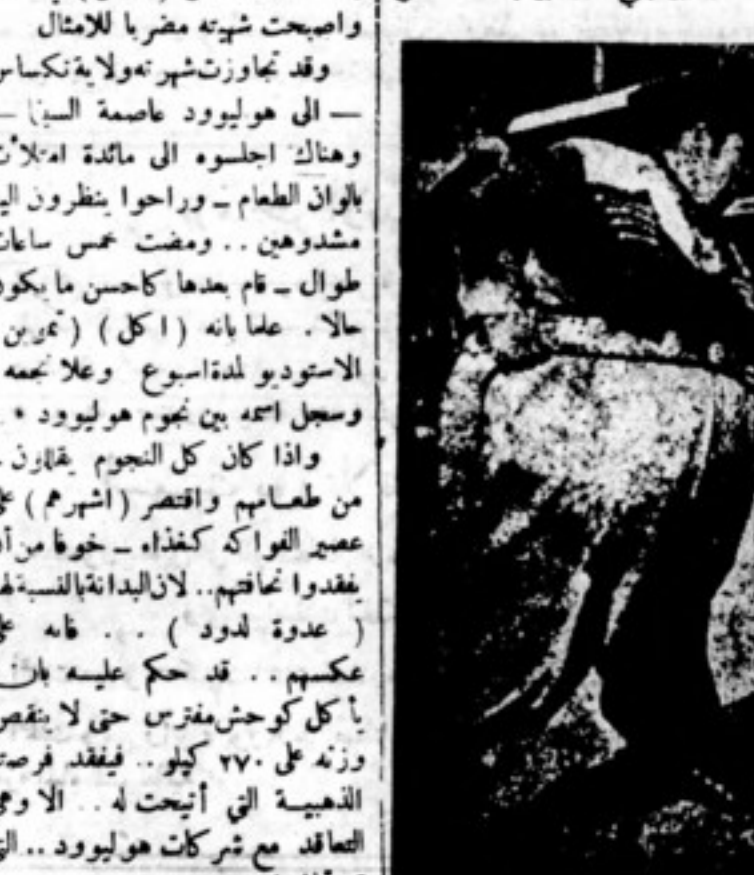 واصبحت شهيته مضربا للامثال
وقد تجاوزت شهرته ولاية تكساس
— الى هوليوود عاصمة السينما —
وهناك اجلسوه الى مائدة امتلأت
بالوان الطعام ــ وراحوا ينظرون
مشدوهين .. ومضت خمس ساعات
طوال ــ قام بعدها كاحسن ما يكون
حالا . علما بانه ( اكل ) ( تموين
الاستوديو لمدة اسبوع وعلا نجمه
وسجل اسمه بين نجوم هوليوود •
واذا كان كل النجوم يقللون
من طعامهم واقتصر ( اشهرهم ) على
عصير الفواكه كغذاء ــ خوفا من أن
يفقدوا نحافتهم .. لان البدانة بالنسبة لهم
( عدوة لدود ) . . فانه على
عكسهم .. قد حكم عليه بان
يأكل كوحش مفترس حتى لا ينقص
وزنه على ٢٧٠ كيلو .. فيفقد فرصته
الذهبية التي أتيحت له .. الا وهي
التعاقد مع شركات هوليوود .. التي